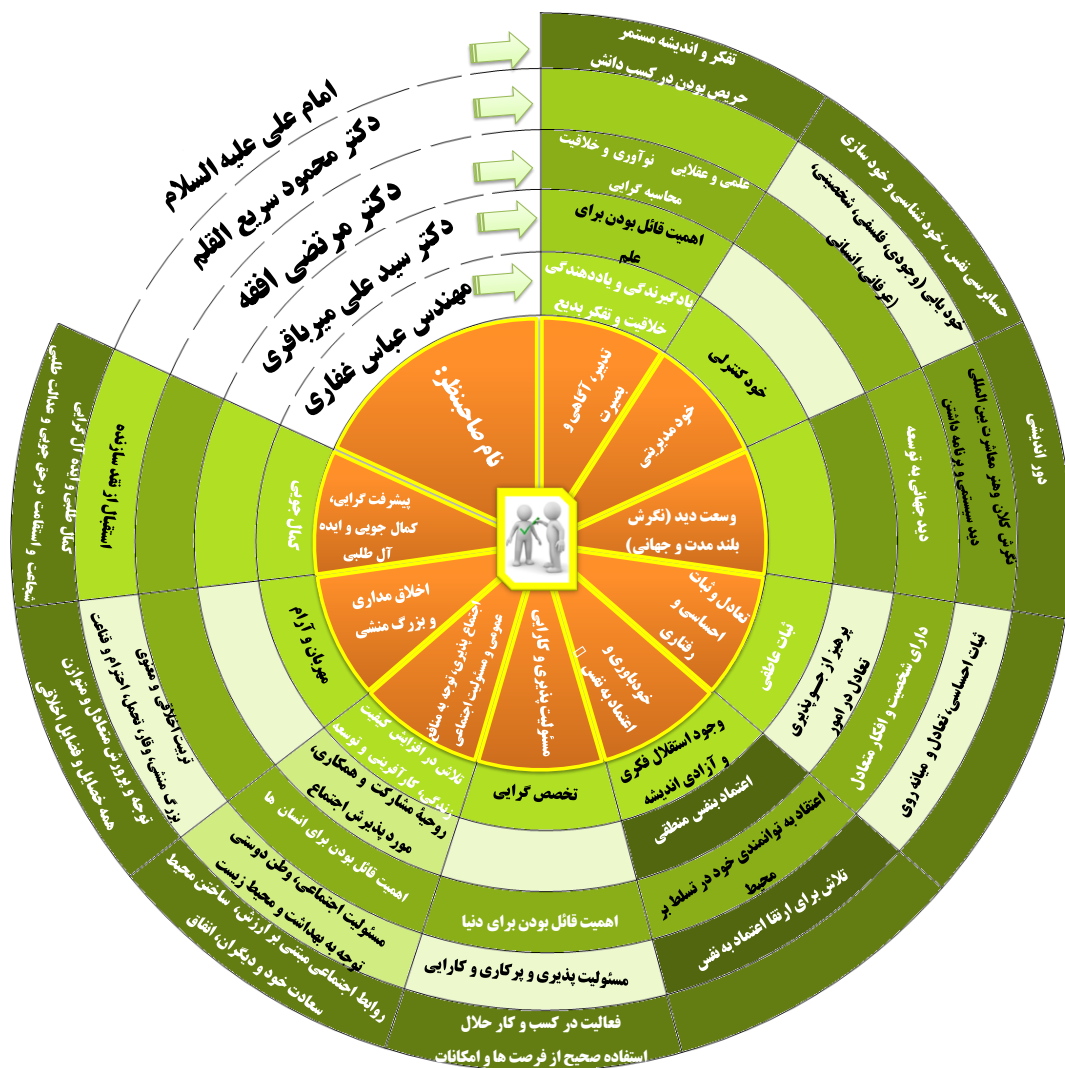 امام علی علیه السلام
دکتر محمود سریع القلم
دکتر مرتضی افقه
دکتر سید علی میرباقری
مهندس عباس غفاری
نام صاحبنظر:
تدبیر، آگاهی و
بصیرت
خود مدیریتی
وسعت دید (نگرش
بلند مدت و جهانی)
تعادل و ثبات
احساسی و
رفتاری
خودباوری و
اعتماد به نفس
مسئولیت پذیری و کارایی
اجتماع پذیری، توجه به منافع
عمومی و مسئولیت اجتماعی
اخلاق مداری
و بزرگ منشی
پیشرفت گرایی،
کمال جویی و ایده
آل طلبی
تفکر و اندیشه مستمر
حریص بودن در کسب دانش
علمی و عقلایی نوآوری و خلاقیت
محاسبه گرایی
اهمیت قائل بودن برای
علم
یادگیرندگی و یاددهندگی
خلاقیت و تفکر بدیع
حسابرسی نفس ، خود شناسی و خود سازی
خود یابی (وجودی، فلسفی، شخصیتی،
عرفانی، انسانی)
خود کنترلی
دور اندیشی
نگرش کلان وهنر معاشرت بین المللی
دید سیستمی و برنامه داشتن
دید جهانی به توسعه
ثبات احساسی، تعادل و میانه روی
دارای شخصیت و افکار متعادل
پرهیز از جو پذیری
تعادل در امور
ثبات عاطفی
تلاش برای ارتقا اعتماد به نفس
اعتقاد به توانمندی خود در تسلط بر
محیط
اعتماد بنفس منطقی
وجود استقلال فکری
و آزادی اندیشه
فعالیت در کسب و کار حلال
استفاده صحیح از فرصت ها و امکانات
مسئولیت پذیری و پرکاری و کارایی
اهمیت قائل بودن برای دنیا
تخصص گرایی
روابط اجتماعی مبتنی بر ارزش، ساختن محیط
سعادت خود و دیگران، انفاق
مسئولیت اجتماعی، وطن دوستی
توجه به بهداشت و محیط زیست
اهمیت قائل بودن برای انسان ها
روحیه مشارکت و همکاری،
مورد پذیرش اجتماع
تلاش در افزایش کیفیت
زندگی، کارآفرینی و توسعه
توجه و پرورش متعادل و متوازن
همه خصایل و فضایل اخلاقی
تربیت اخلاقی و معنوی
بزرگ منشی، وقار، تحمل، احترام و قناعت
مهربان و آرام
کمال طلبی و ایده آل گرایی
شجاعت و استقامت درحق جویی و عدالت طلبی
استقبال از نقد سازنده
کمال جویی